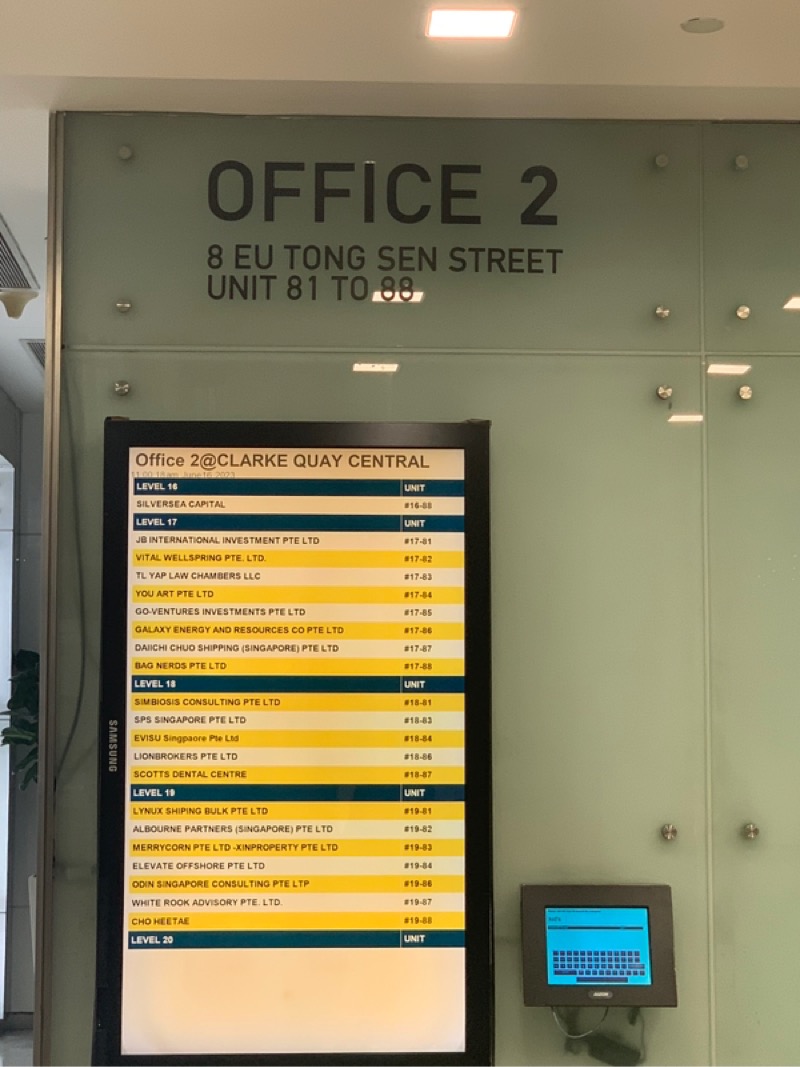 OFFICE 2
8 EU TONG SEN STREET
UNIT 81 TO 88
Office 2@CLARKE QUAY CENTRAL
11:00:18 am, June 16, 2023
LEVEL 16 UNIT
SILVERSEA CAPITAL #16-88
LEVEL 17 UNIT
JB INTERNATIONAL INVESTMENT PTE LTD #17-81
VITAL WELLSPRING PTE. LTD. #17-82
TL YAP LAW CHAMBERS LLC #17-83
YOU ART PTE LTD #17-84
GO-VENTURES INVESTMENTS PTE LTD #17-85
GALAXY ENERGY AND RESOURCES CO PTE LTD #17-86
DAIICHI CHUO SHIPPING (SINGAPORE) PTE LTD #17-87
BAG NERDS PTE LTD #17-88
LEVEL 18 UNIT
SIMBIOSIS CONSULTING PTE LTD #18-81
SPS SINGAPORE PTE LTD #18-83
EVISU Singpaore Pte Ltd #18-84
LIONBROKERS PTE LTD #18-86
SCOTTS DENTAL CENTRE #18-87
LEVEL 19 UNIT
LYNUX SHIPING BULK PTE LTD #19-81
ALBOURNE PARTNERS (SINGAPORE) PTE LTD #19-82
MERRYCORN PTE LTD -XINPROPERTY PTE LTD #19-83
ELEVATE OFFSHORE PTE LTD #19-84
ODIN SINGAPORE CONSULTING PTE LTP #19-86
WHITE ROOK ADVISORY PTE. LTD. #19-87
CHO HEETAE #19-88
LEVEL 20 UNIT
SAMSUNG